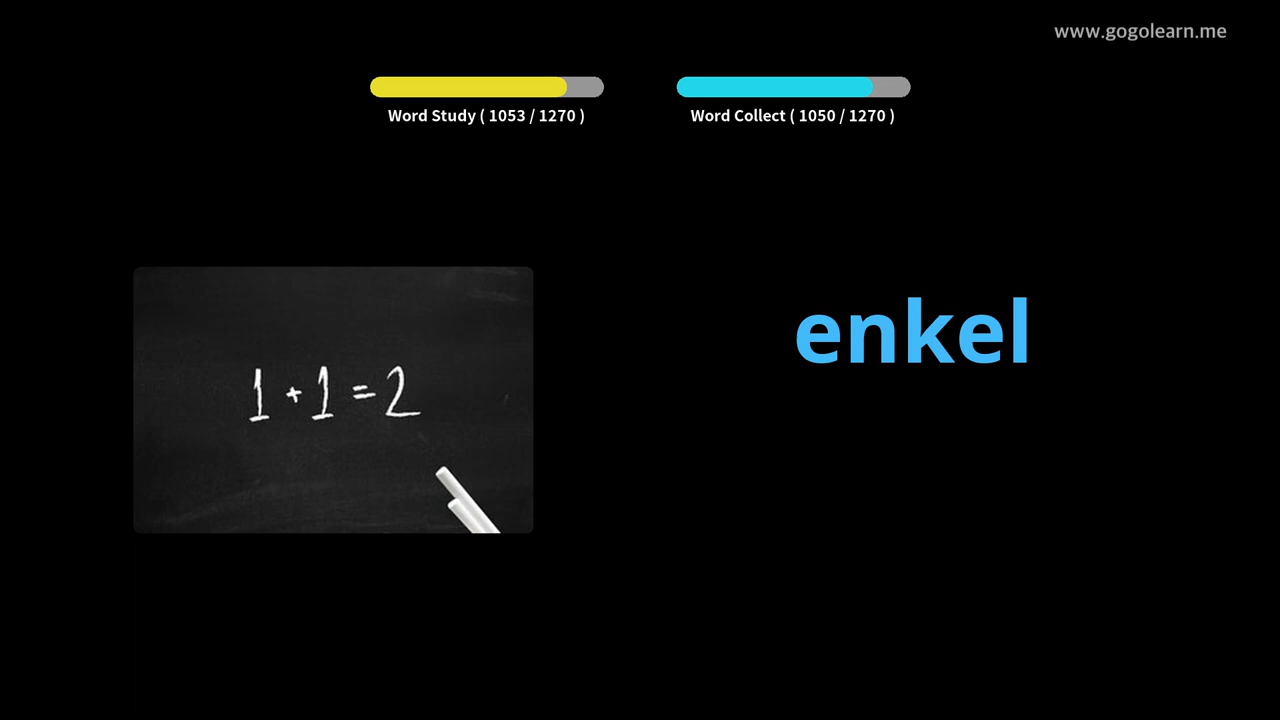 www.gogolearn.me
Word Study ( 1053 / 1270 )
Word Collect ( 1050 / 1270 )
enkel
1 + 1 = 2